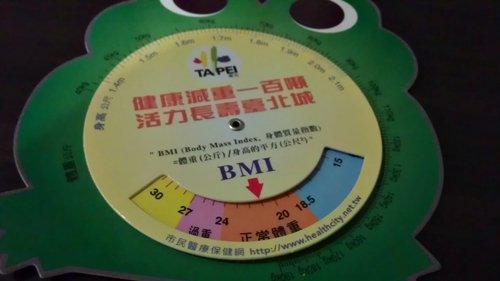 TAIPEI
健康減重一百噸
活力長壽臺北城
"BMI (Body Mass Index，身體質量指數)
=體重(公斤)/身高的平方(公尺²)"
BMI
身高 公尺 1.4m 1.5m 1.6m 1.7m 1.8m 1.9m 2.0m 2.1m
體重 公斤
30 27 24 20 18.5 15
過重 正常體重
市民醫療保健網 http://www.healthcity.net.tw